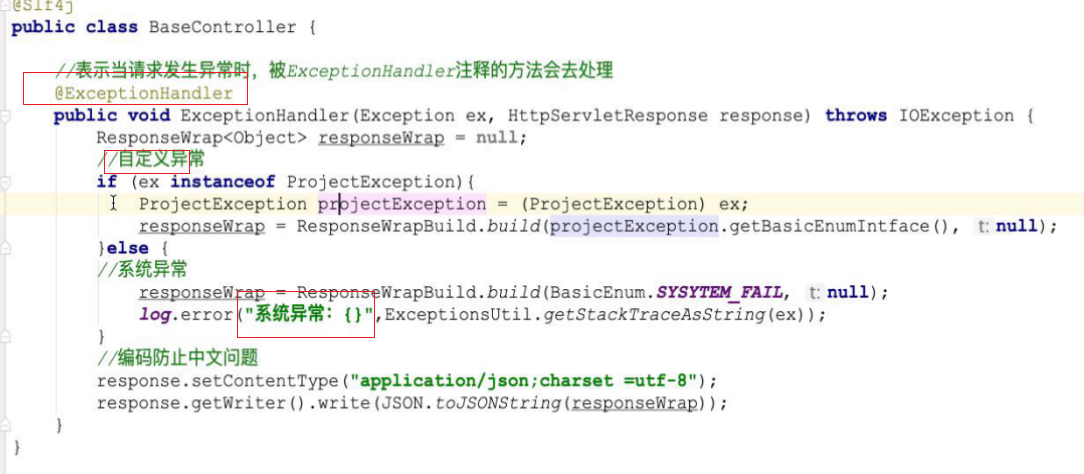 @Slf4j
public class BaseController {
//表示当请求发生异常时，被ExceptionHandler注释的方法会去处理
@ExceptionHandler
public void ExceptionHandler(Exception ex, HttpServletResponse response) throws IOException {
ResponseWrap<Object> responseWrap = null;
//自定义异常
if (ex instanceof ProjectException){
ProjectException projectException = (ProjectException) ex;
responseWrap = ResponseWrapBuild.build(projectException.getBasicEnumIntface(), t: null);
}else {
//系统异常
responseWrap = ResponseWrapBuild.build(BasicEnum.SYSYTEM_FAIL, t: null);
log.error("系统异常：{}",ExceptionsUtil.getStackTraceAsString(ex));
}
//编码防止中文问题
response.setContentType("application/json;charset =utf-8");
response.getWriter().write(JSON.toJSONString(responseWrap));
}
}